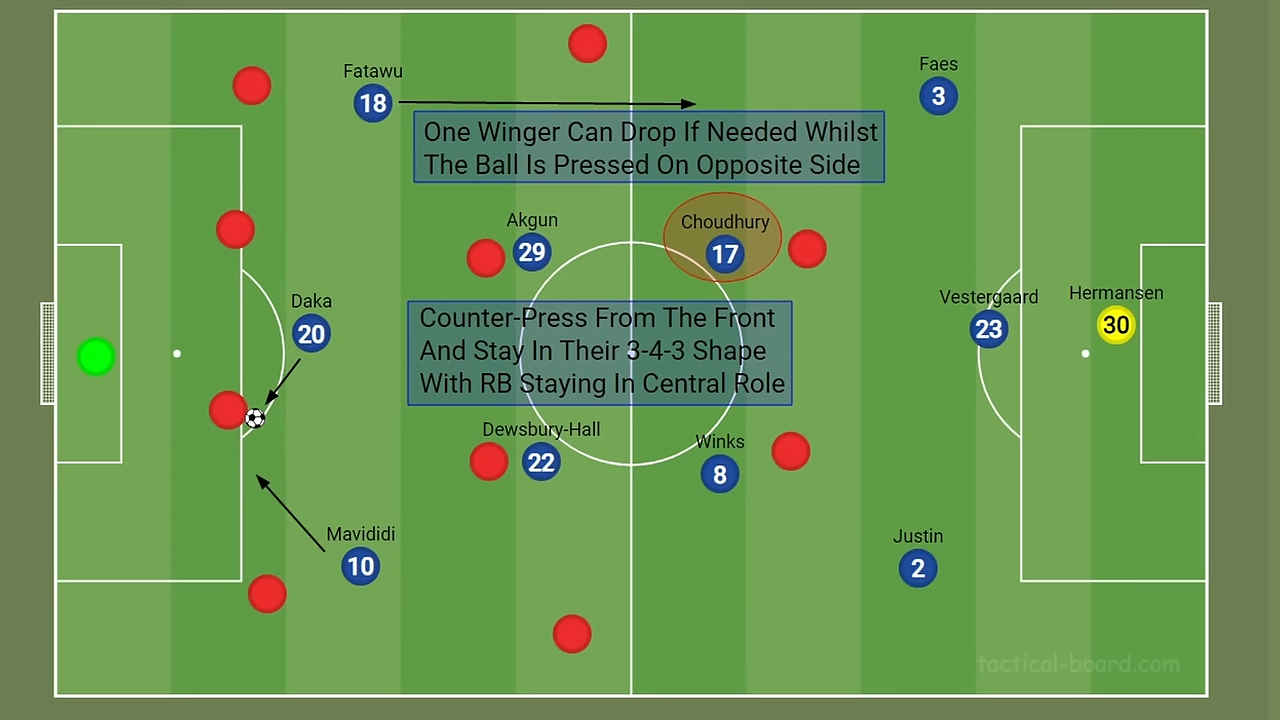 Faes
3
Fatawu
18
One Winger Can Drop If Needed Whilst
The Ball Is Pressed On Opposite Side
Akgun
29
Choudhury
17
Daka
20
Vestergaard
23
Hermansen
30
Counter-Press From The Front
And Stay In Their 3-4-3 Shape
With RB Staying In Central Role
Dewsbury-Hall
22
Winks
8
Mavididi
10
Justin
2
tactical-board.com